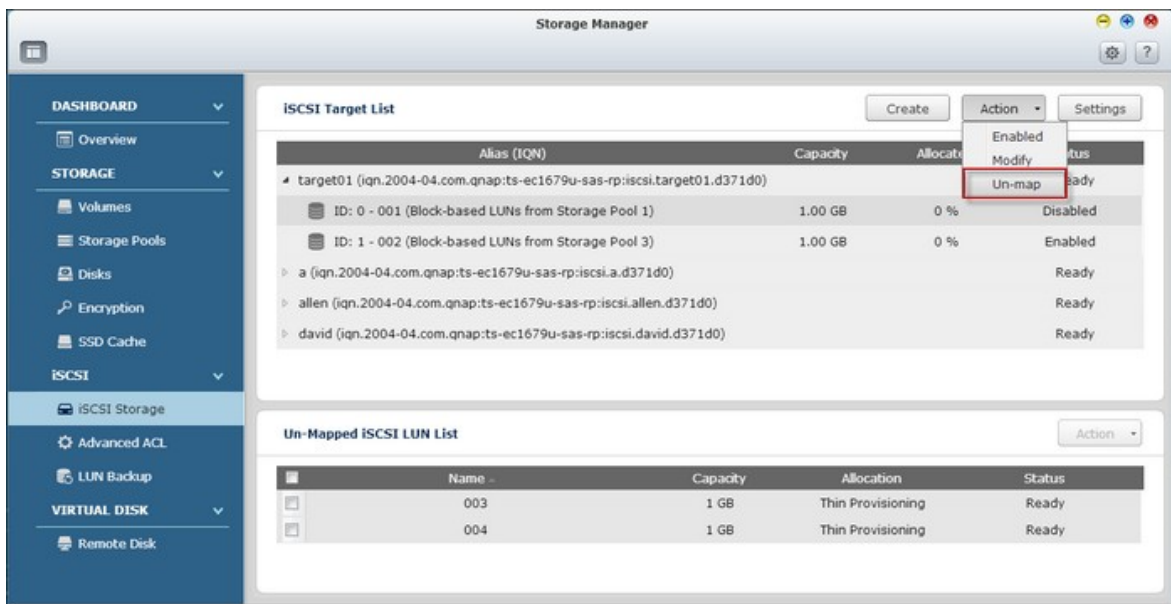 Storage Manager
?
DASHBOARD
Overview
STORAGE
Volumes
Storage Pools
Disks
Encryption
SSD Cache
iSCSI
iSCSI Storage
Advanced ACL
LUN Backup
VIRTUAL DISK
Remote Disk
iSCSI Target List Create Action Settings
Enabled
Modify
Un-map
Alias (IQN) Capacity Allocate tus
target01 (iqn.2004-04.com.qnap:ts-ec1679u-sas-rp:iscsi.target01.d371d0) eady
ID: 0 - 001 (Block-based LUNs from Storage Pool 1) 1.00 GB 0 % Disabled
ID: 1 - 002 (Block-based LUNs from Storage Pool 3) 1.00 GB 0 % Enabled
a (iqn.2004-04.com.qnap:ts-ec1679u-sas-rp:iscsi.a.d371d0) Ready
allen (iqn.2004-04.com.qnap:ts-ec1679u-sas-rp:iscsi.allen.d371d0) Ready
david (iqn.2004-04.com.qnap:ts-ec1679u-sas-rp:iscsi.david.d371d0) Ready
Un-Mapped iSCSI LUN List Action
Name Capacity Allocation Status
003 1 GB Thin Provisioning Ready
004 1 GB Thin Provisioning Ready